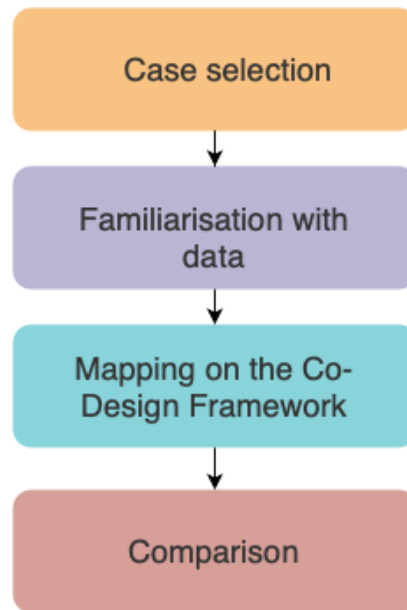 Case selection
Familiarisation with
data
Mapping on the Co-
Design Framework
Comparison